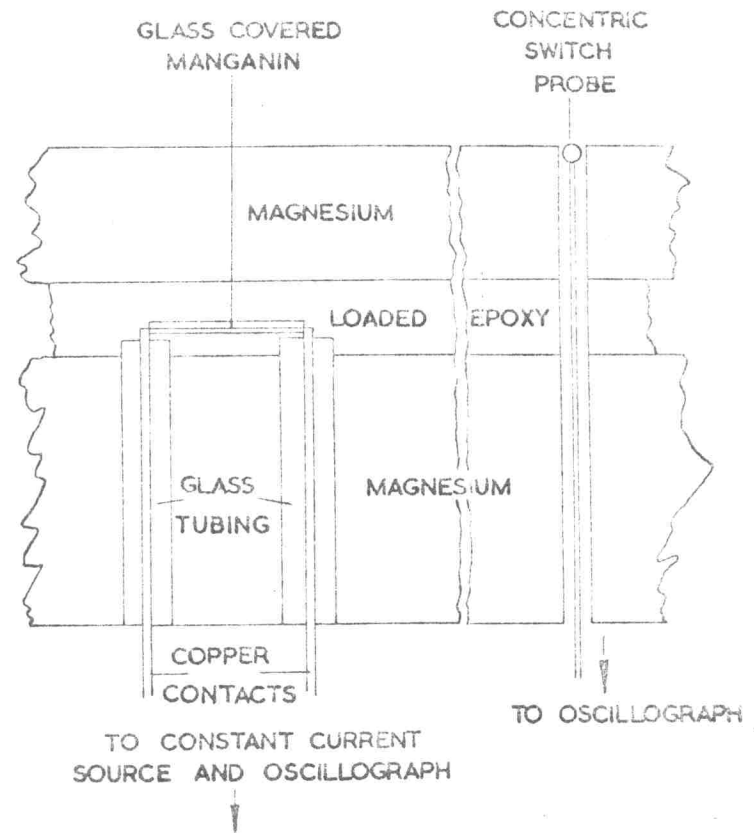 GLASS COVERED
MANGANIN
CONCENTRIC
SWITCH
PROBE
MAGNESIUM
LOADED EPOXY
GLASS
TUBING
MAGNESIUM
COPPER
CONTACTS
TO OSCILLOGRAPH
TO CONSTANT CURRENT
SOURCE AND OSCILLOGRAPH